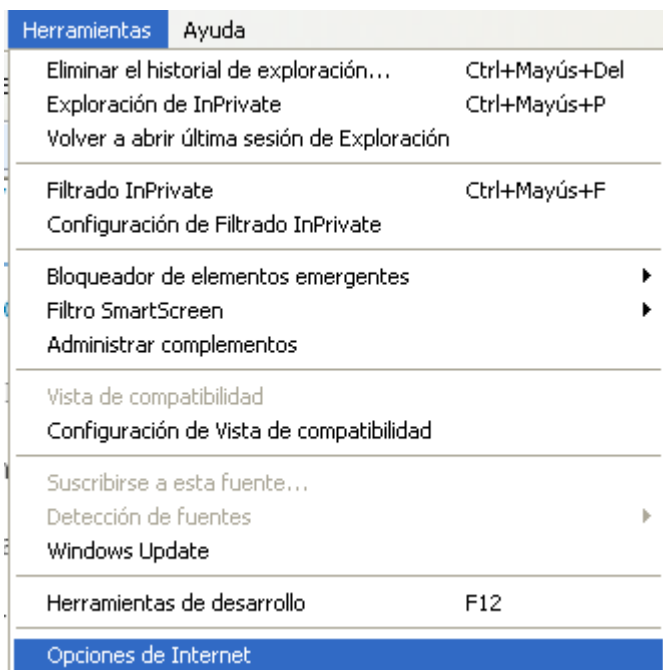 Herramientas Ayuda
Eliminar el historial de exploración... Ctrl+Mayús+Del
Exploración de InPrivate Ctrl+Mayús+P
Volver a abrir última sesión de Exploración
Filtrado InPrivate Ctrl+Mayús+F
Configuración de Filtrado InPrivate
Bloqueador de elementos emergentes
Filtro SmartScreen
Administrar complementos
Vista de compatibilidad
Configuración de Vista de compatibilidad
Suscribirse a esta fuente...
Detección de fuentes
Windows Update
Herramientas de desarrollo F12
Opciones de Internet